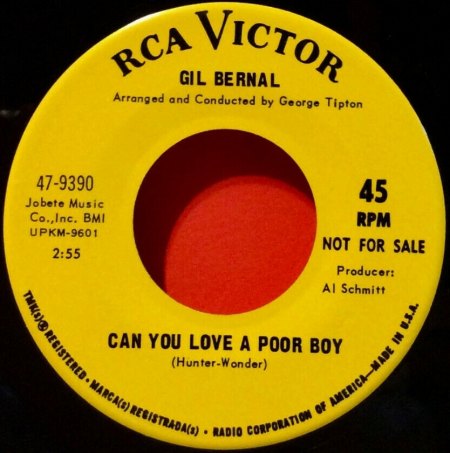 RCA VICTOR
GIL BERNAL
Arranged and Conducted by George Tipton
47-9390
Jobete Music
Co.,Inc. BMI
UPKM-9601
2:55
45
RPM
NOT FOR SALE
Producer:
Al Schmitt
CAN YOU LOVE A POOR BOY
(Hunter-Wonder)
TMK(s) ® REGISTERED • MARCA(s) REGISTRADA(s) • RADIO CORPORATION OF AMERICA—MADE IN U.S.A.